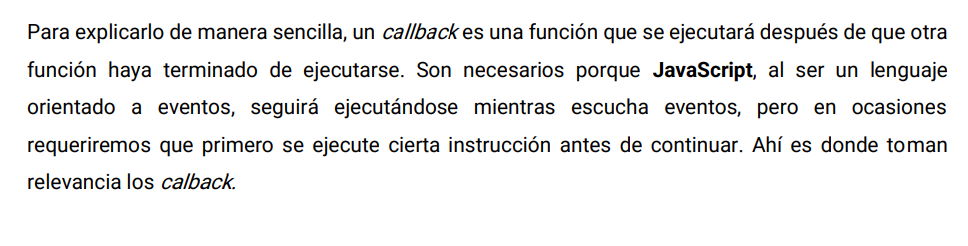 Para explicarlo de manera sencilla, un callback es una función que se ejecutará después de que otra
función haya terminado de ejecutarse. Son necesarios porque JavaScript, al ser un lenguaje
orientado a eventos, seguirá ejecutándose mientras escucha eventos, pero en ocasiones
requeriremos que primero se ejecute cierta instrucción antes de continuar. Ahí es donde toman
relevancia los calback.